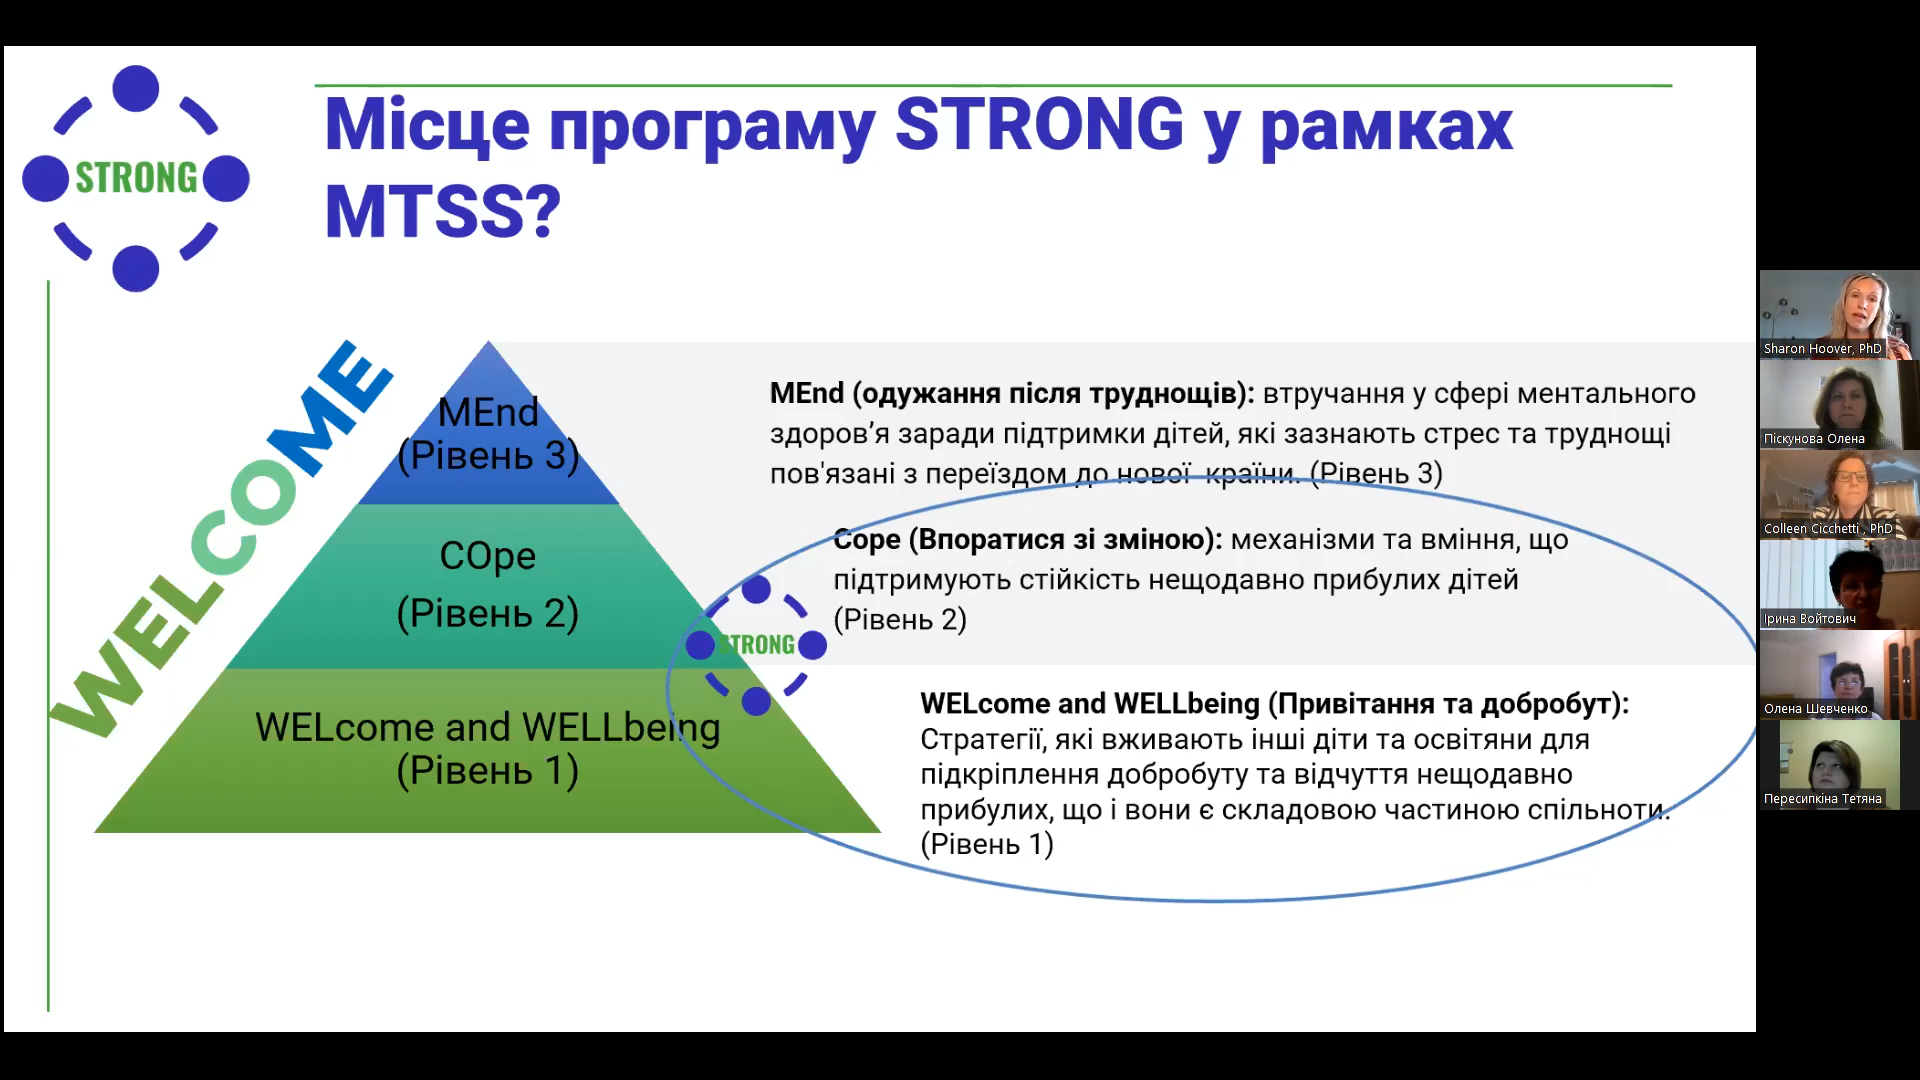 STRONG
Місце програму STRONG у рамках
MTSS?
WELCOME
MEnd
(Рівень 3)
COpe
(Рівень 2)
WELcome and WELLbeing
(Рівень 1)
MEnd (одужання після труднощів): втручання у сфері ментального
здоров’я заради підтримки дітей, які зазнають стрес та труднощі
пов'язані з переїздом до нової країни. (Рівень 3)
Cope (Впоратися зі зміною): механізми та вміння, що
підтримують стійкість нещодавно прибулих дітей
(Рівень 2)
STRONG
WELcome and WELLbeing (Привітання та добробут):
Стратегії, які вживають інші діти та освітяни для
підкріплення добробуту та відчуття нещодавно
прибулих, що і вони є складовою частиною спільноти.
(Рівень 1)
Sharon Hoover, PhD
Піскунова Олена
Colleen Cicchetti , PhD
Ірина Войтович
Олена Шевченко
Пересипкіна Тетяна